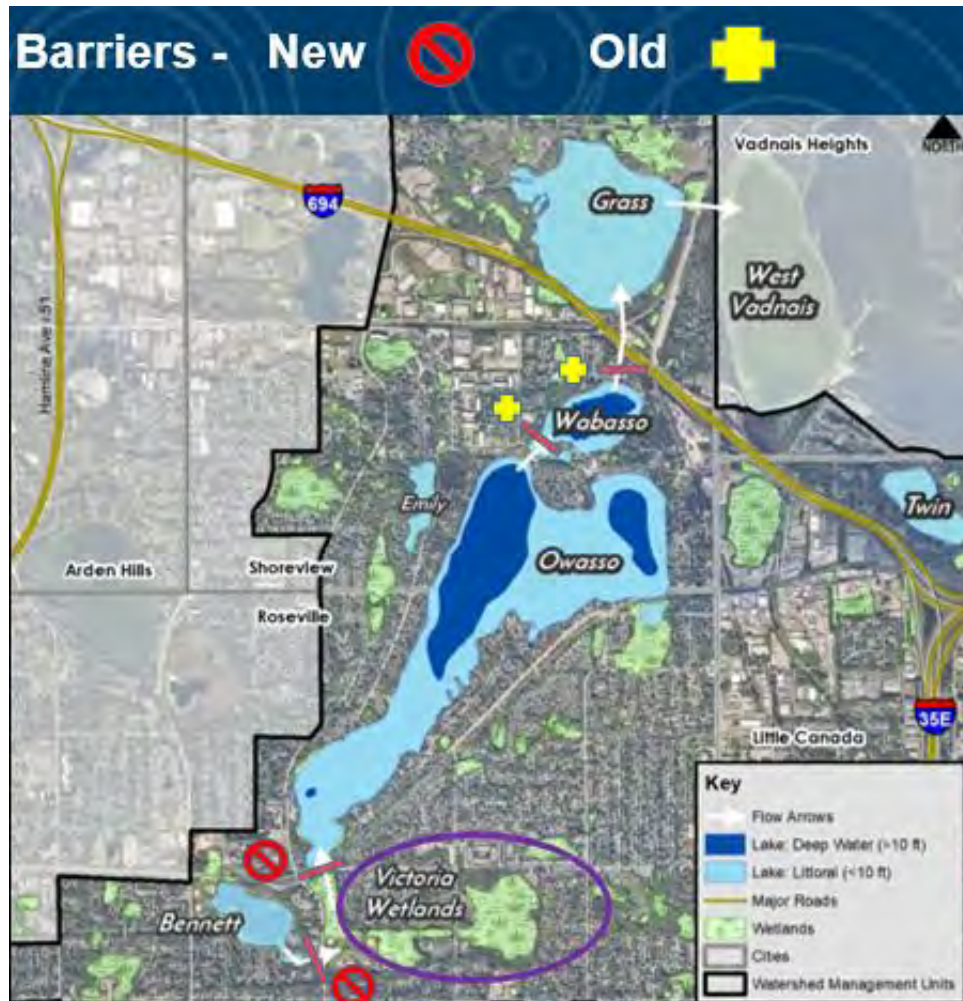 Barriers - New Old
Vadnais Heights
NORTH
694
Grass
West
Vadnais
Hamline Ave r.51
Wabasso
Emily
Twin
Owasso
Arden Hills
Shoreview
Roseville
35E
Little Canada
Key
Flow Arrows
Lake: Deep Water (>10 ft)
Lake: Littoral (<10 ft)
Major Roads
Wetlands
Cities
Watershed Management Units
Victoria
Wetlands
Bennett